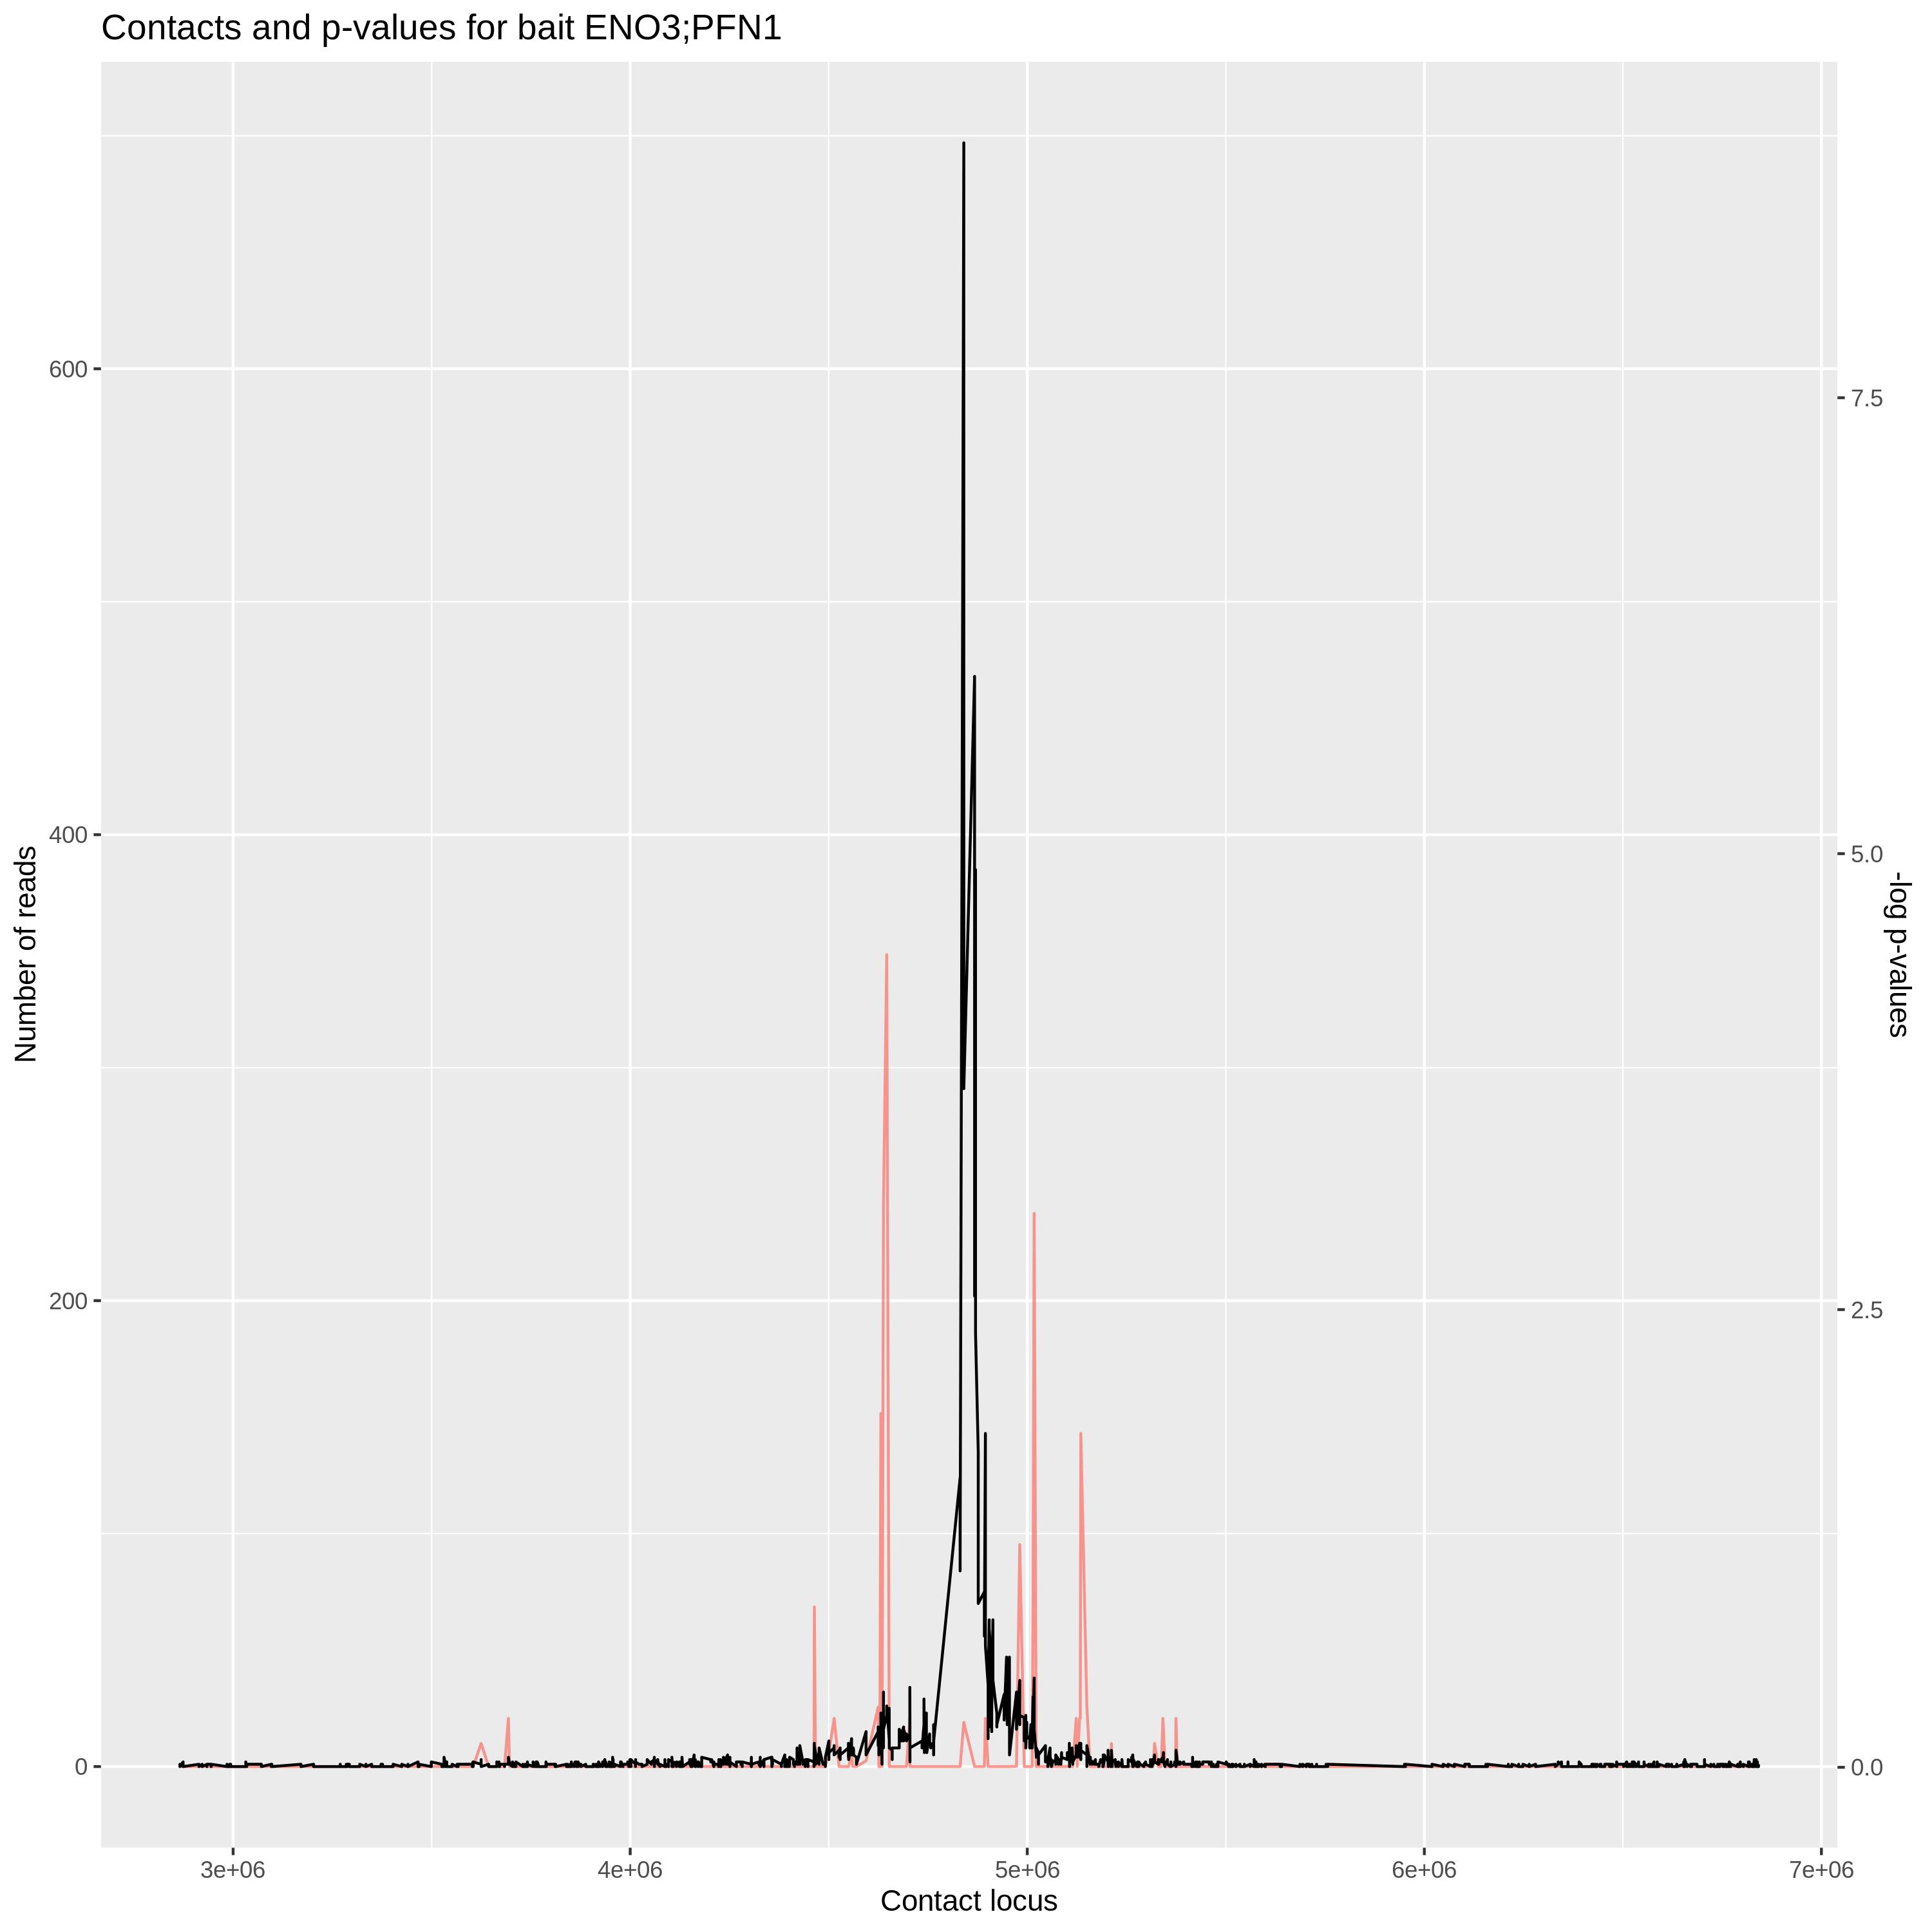 Contacts and p-values for bait ENO3;PFN1
Number of reads
600
400
200
0
7.5
5.0
2.5
0.0
-log p-values
3e+06
4e+06
5e+06
6e+06
7e+06
Contact locus